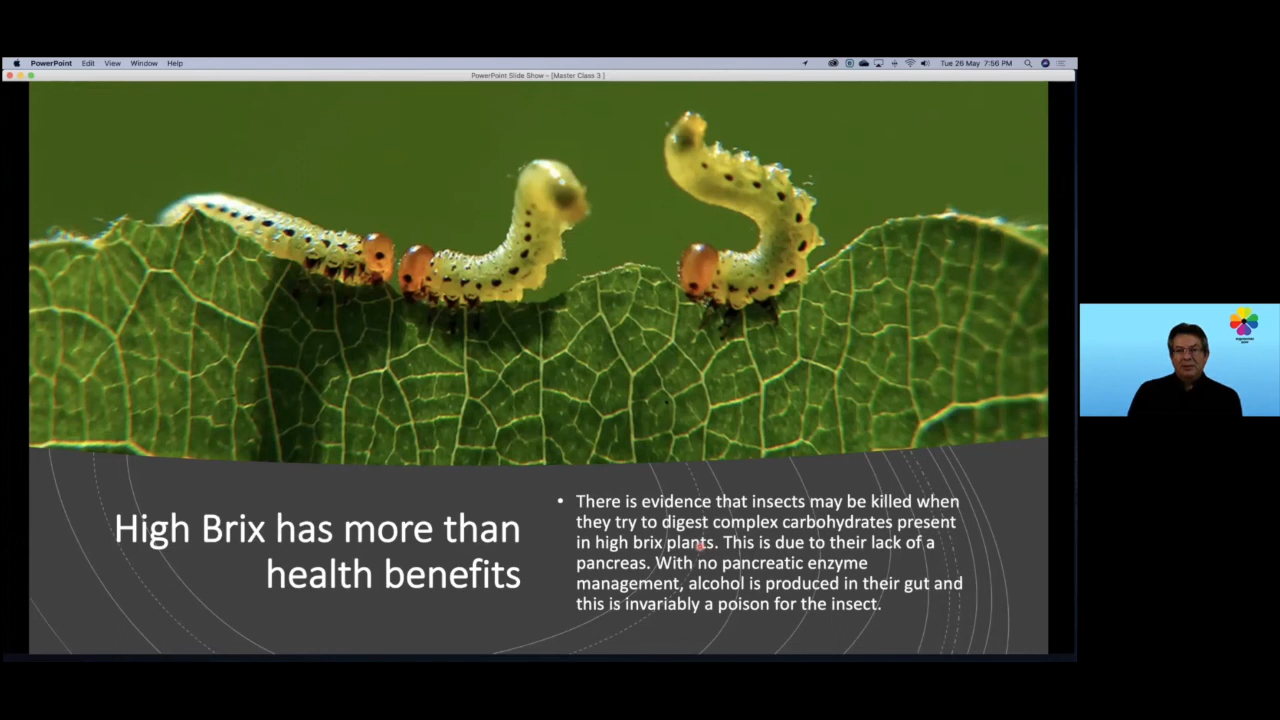 PowerPoint Edit View Window Help
Tue 26 May 7:56 PM
PowerPoint Slide Show - [Master Class 3 ]
High Brix has more than
health benefits
• There is evidence that insects may be killed when
they try to digest complex carbohydrates present
in high brix plants. This is due to their lack of a
pancreas. With no pancreatic enzyme
management, alcohol is produced in their gut and
this is invariably a poison for the insect.